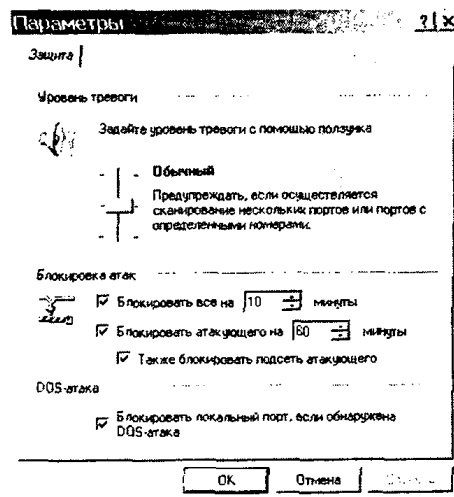 Параметры
Защита
Уровень тревоги
Задайте уровень тревоги с помощью ползунка
Обычный
Предупреждать, если осуществляется
сканирование нескольких портов или портов с
определенными номерами.
Блокировка атак
Блокировать все на 10 минуты
Блокировать атакующего на 60 минуты
Также блокировать подсеть атакующего
DOS-атака
Блокировать локальный порт, если обнаружена
DOS-атака
OK Отмена